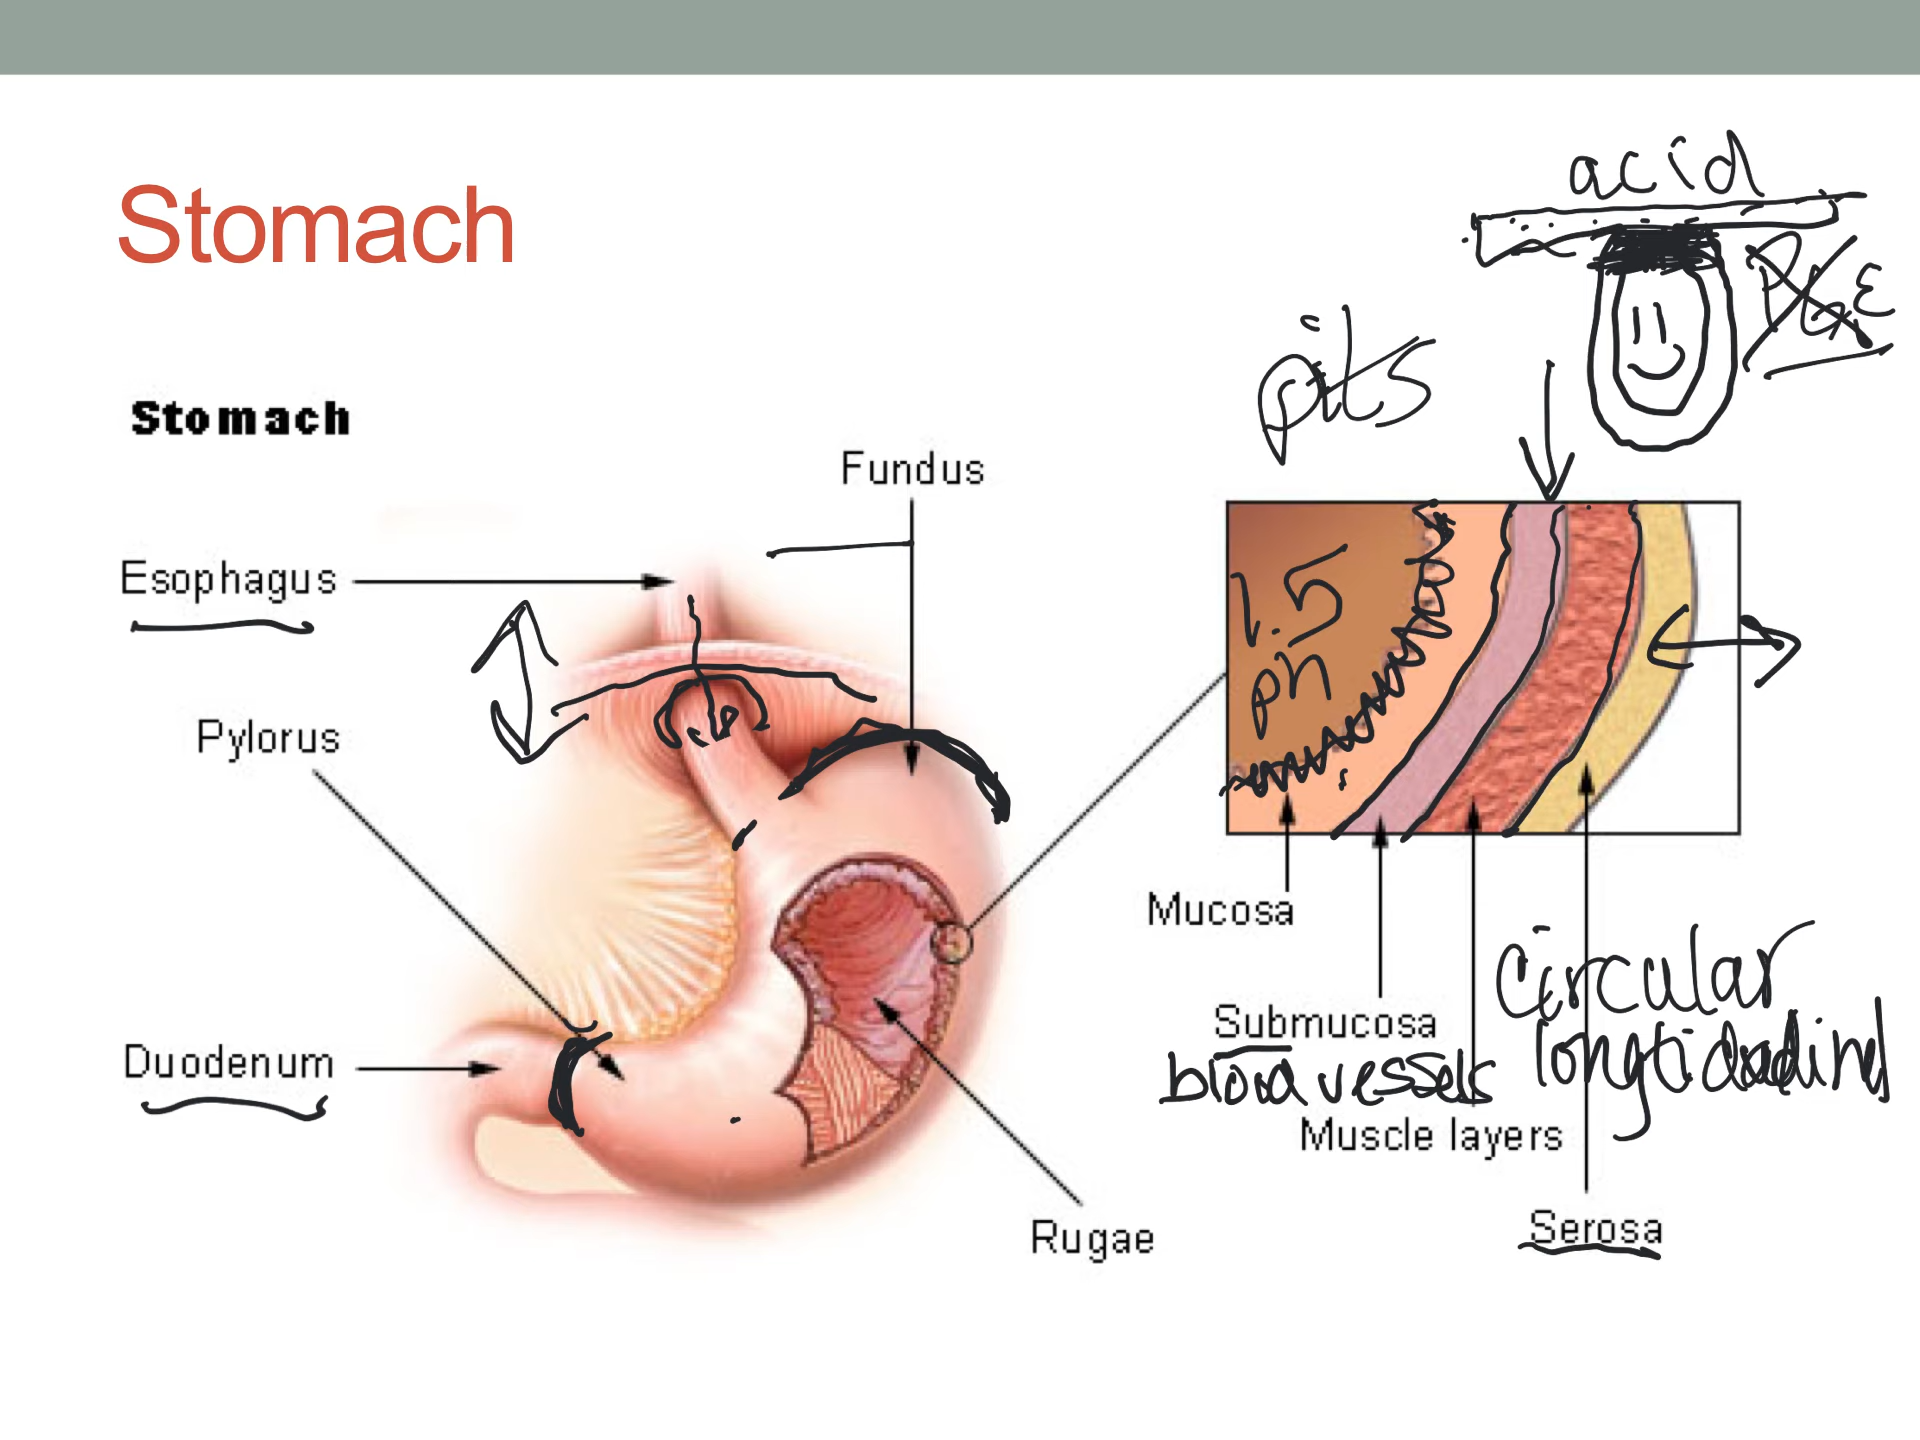 Stomach
acid
PGE
pits
Stomach
Fundus
Esophagus
1.5
pH
Pylorus
Mucosa
Circular
Submucosa
blood vessels
Duodenum
Muscle layers
Rugae
Serosa